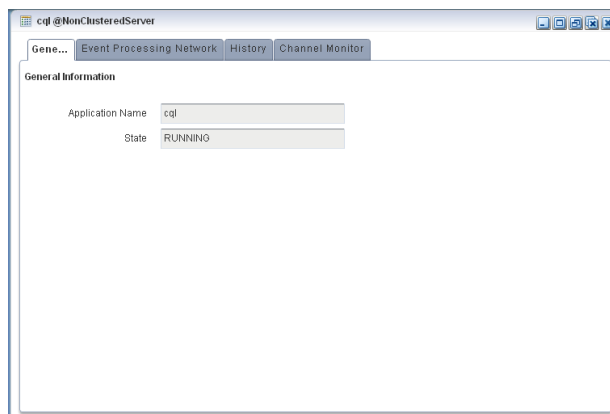 cql @NonClusteredServer
Gene... Event Processing Network History Channel Monitor
General Information
Application Name cql
State RUNNING